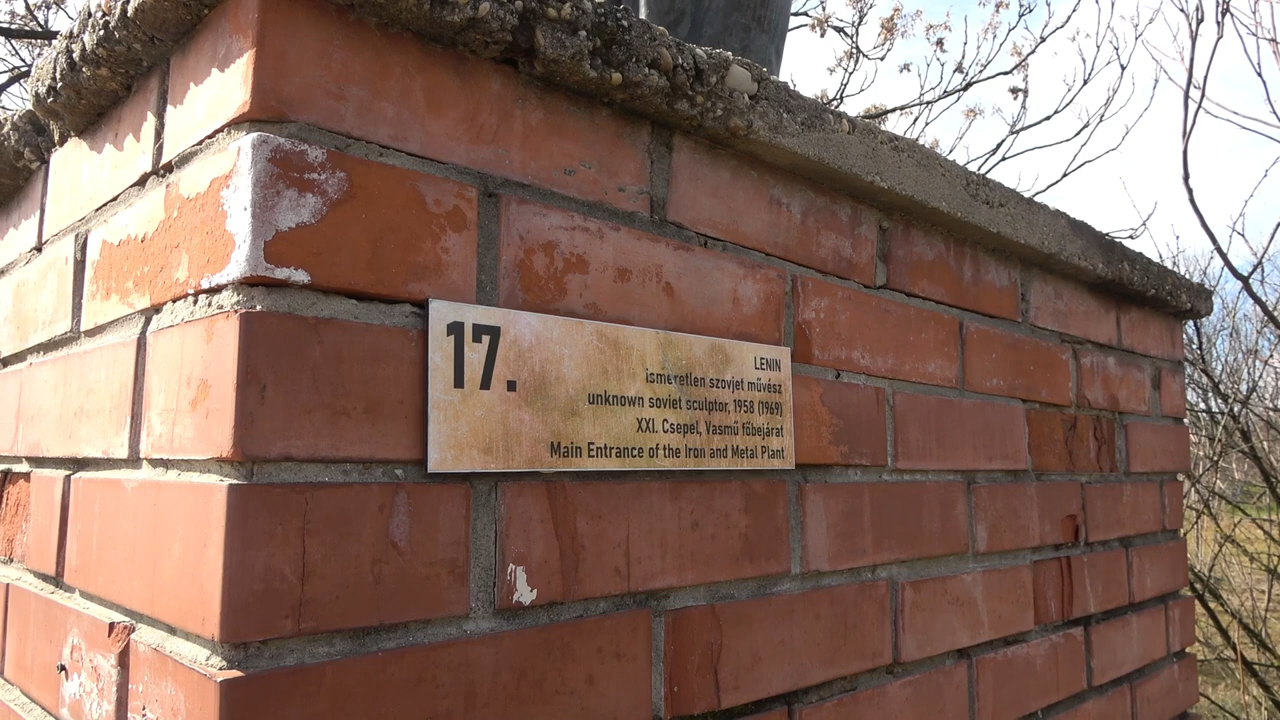 17.
LENIN
ismeretlen szovjet művész
unknown soviet sculptor, 1958 (1969)
XXI. Csepel, Vasmű főbejárat
Main Entrance of the Iron and Metal Plant